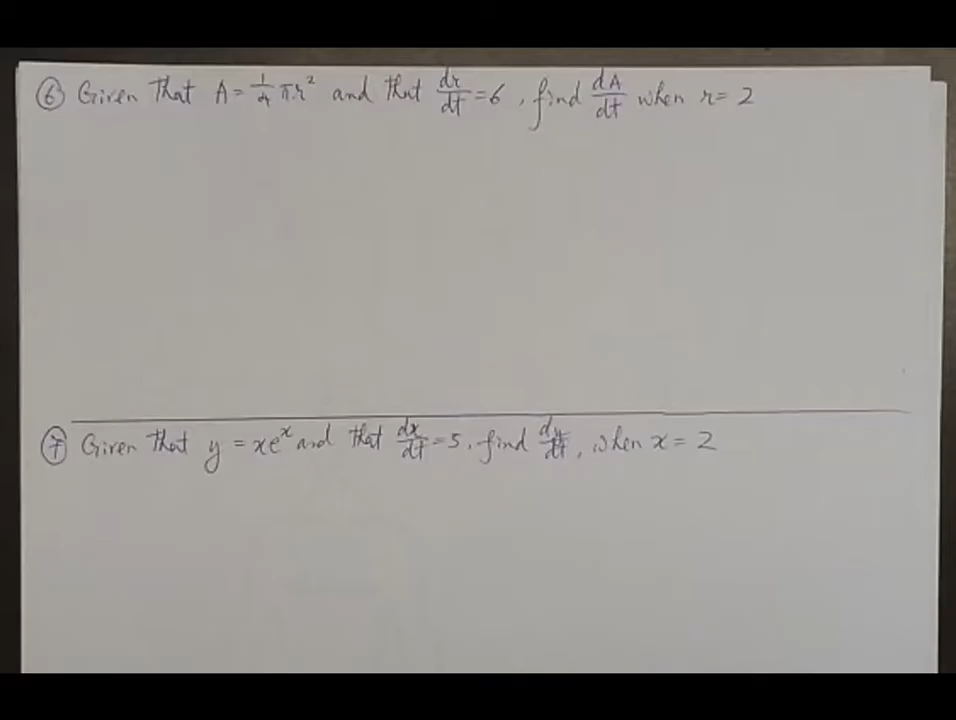 ⑥ Given that A = 1/4 πr² and that dr/dt = 6 , find dA/dt when r = 2
⑦ Given that y = xeˣ and that dx/dt = 5 , find dy/dt , when x = 2